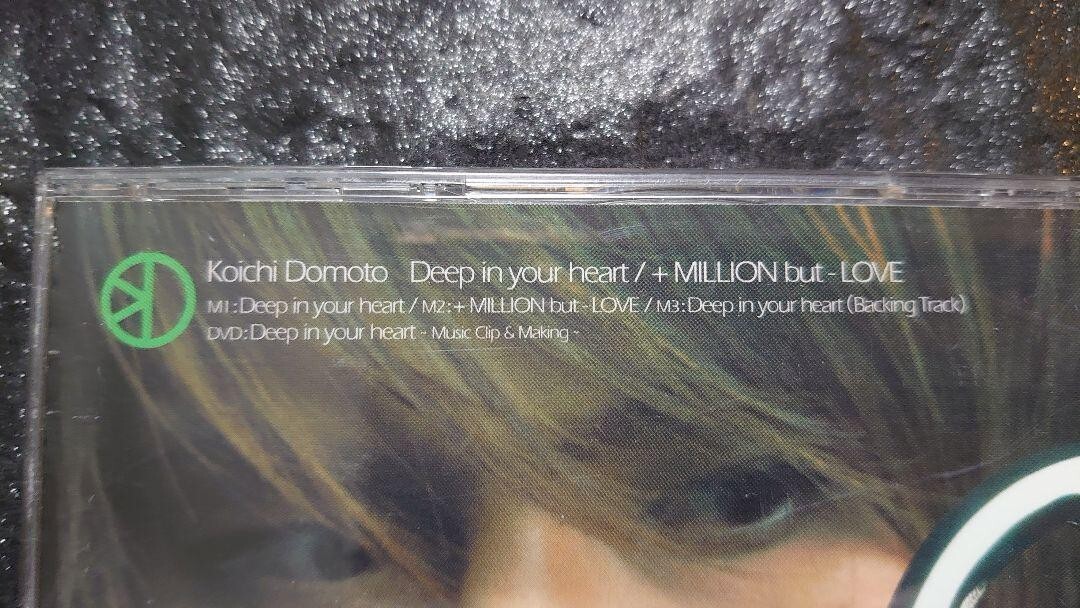 Koichi Domoto Deep in your heart / + MILLION but - LOVE
M1:Deep in your heart / M2:+ MILLION but - LOVE / M3:Deep in your heart (Backing Track)
DVD:Deep in your heart - Music Clip & Making -